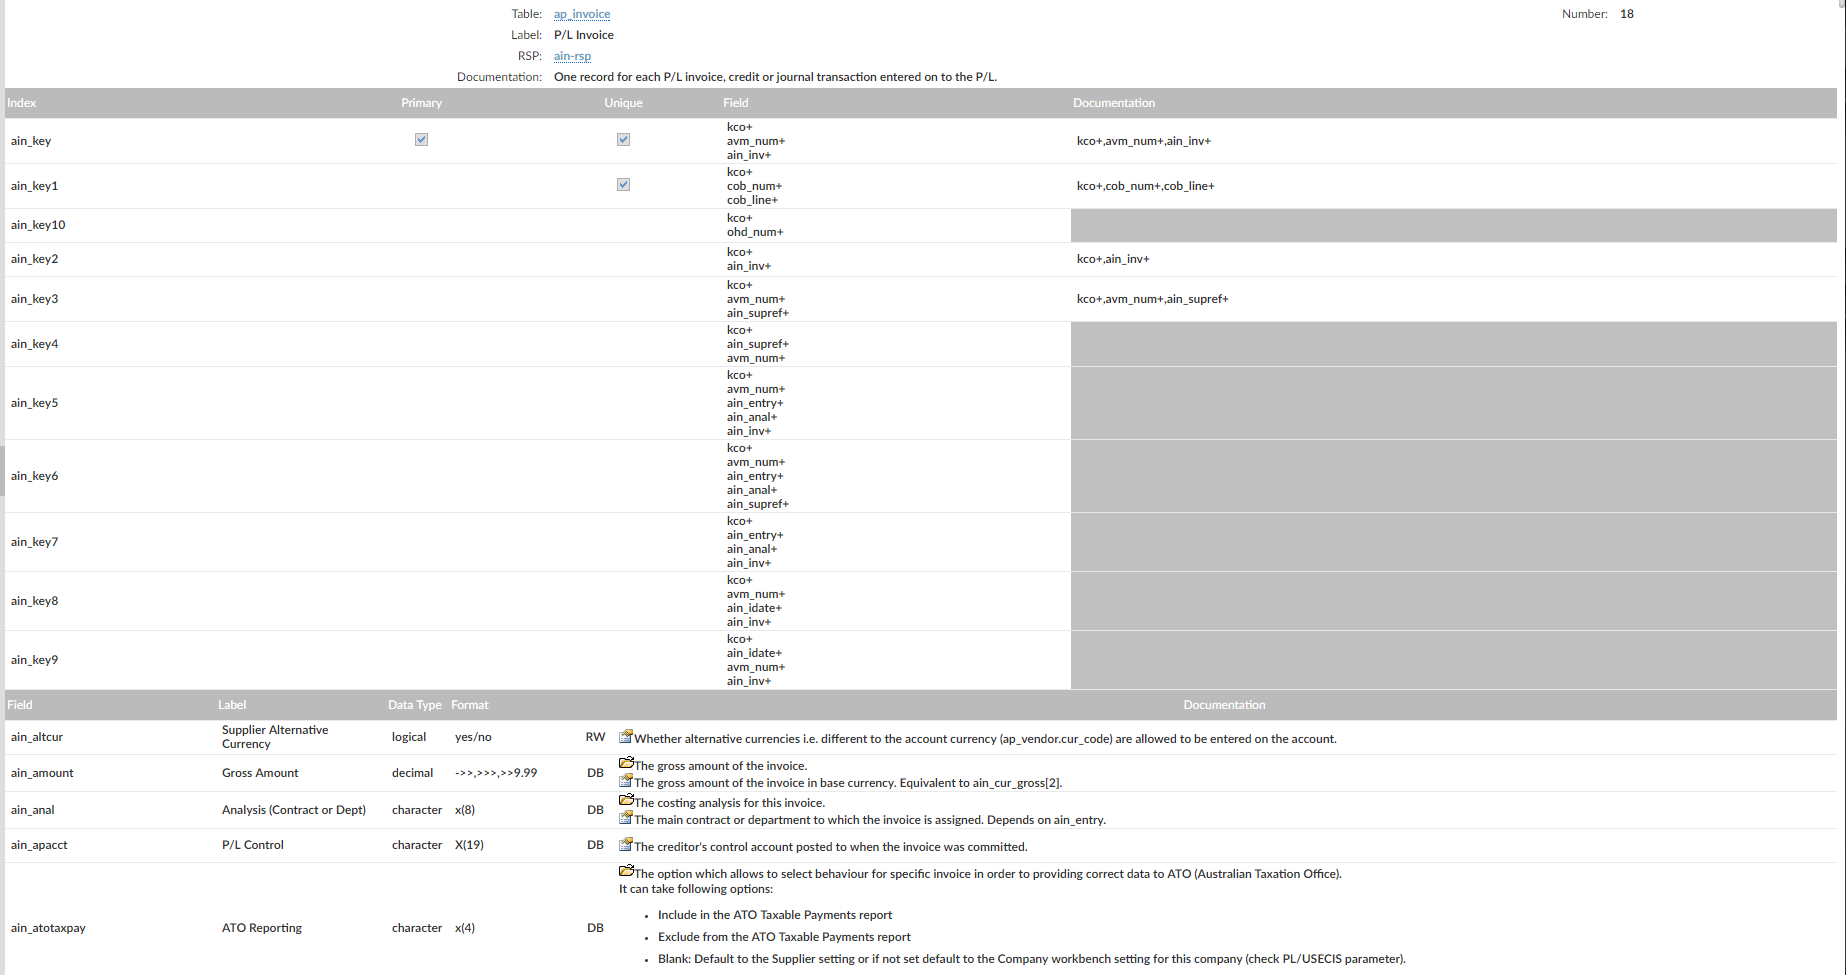 Table: ap_invoice Number: 18
Label: P/L Invoice
RSP: ain-rsp
Documentation: One record for each P/L invoice, credit or journal transaction entered on to the P/L.
Index Primary Unique Field Documentation
ain_key
kco+
avm_num+
ain_inv+
kco+,avm_num+,ain_inv+
ain_key1
kco+
cob_num+
cob_line+
kco+,cob_num+,cob_line+
ain_key10
kco+
ohd_num+
ain_key2
kco+
ain_inv+
kco+,ain_inv+
ain_key3
kco+
avm_num+
ain_supref+
kco+,avm_num+,ain_supref+
ain_key4
kco+
ain_supref+
avm_num+
ain_key5
kco+
avm_num+
ain_entry+
ain_anal+
ain_inv+
ain_key6
kco+
avm_num+
ain_entry+
ain_anal+
ain_supref+
ain_key7
kco+
ain_entry+
ain_anal+
ain_inv+
ain_key8
kco+
avm_num+
ain_idate+
ain_inv+
ain_key9
kco+
ain_idate+
avm_num+
ain_inv+
Field Label Data Type Format Documentation
ain_altcur
Supplier Alternative
Currency
logical yes/no RW Whether alternative currencies i.e. different to the account currency (ap_vendor.cur_code) are allowed to be entered on the account.
ain_amount Gross Amount decimal ->>,>>>,>>9.99 DB
The gross amount of the invoice.
The gross amount of the invoice in base currency. Equivalent to ain_cur_gross[2].
ain_anal Analysis (Contract or Dept) character x(8) DB
The costing analysis for this invoice.
The main contract or department to which the invoice is assigned. Depends on ain_entry.
ain_apacct P/L Control character X(19) DB The creditor's control account posted to when the invoice was committed.
ain_atotaxpay ATO Reporting character x(4) DB
The option which allows to select behaviour for specific invoice in order to providing correct data to ATO (Australian Taxation Office).
It can take following options:
• Include in the ATO Taxable Payments report
• Exclude from the ATO Taxable Payments report
• Blank: Default to the Supplier setting or if not set default to the Company workbench setting for this company (check PL/USECIS parameter).